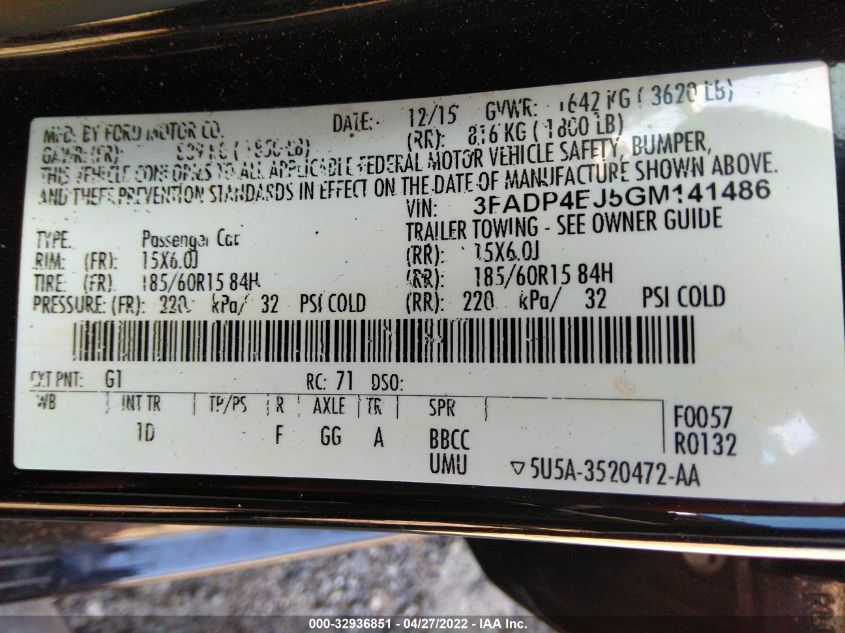 MFD. BY FORD MOTOR CO. DATE: 12/15 GVWR: 1642 KG ( 3620 LB)
GAWR: (FR): KG ( LB) (RR): 816 KG ( 1800 LB)
THIS VEHICLE CONFORMS TO ALL APPLICABLE FEDERAL MOTOR VEHICLE SAFETY, BUMPER,
AND THEFT PREVENTION STANDARDS IN EFFECT ON THE DATE OF MANUFACTURE SHOWN ABOVE.
VIN: 3FADP4EJ5GM141486
TYPE: Passenger Car TRAILER TOWING - SEE OWNER GUIDE
RIM: (FR): 15X6.0J (RR): 15X6.0J
TIRE: (FR): 185/60R15 84H (RR): 185/60R15 84H
PRESSURE: (FR): 220 kPa/ 32 PSI COLD (RR): 220 kPa/ 32 PSI COLD
EXT PNT: G1 RC: 71 DSO:
WB INT TR TP/PS R AXLE TR SPR F0057
1D F GG A BBCC R0132
UMU ▽5U5A-3520472-AA
000-32936851 - 04/27/2022 - IAA Inc.